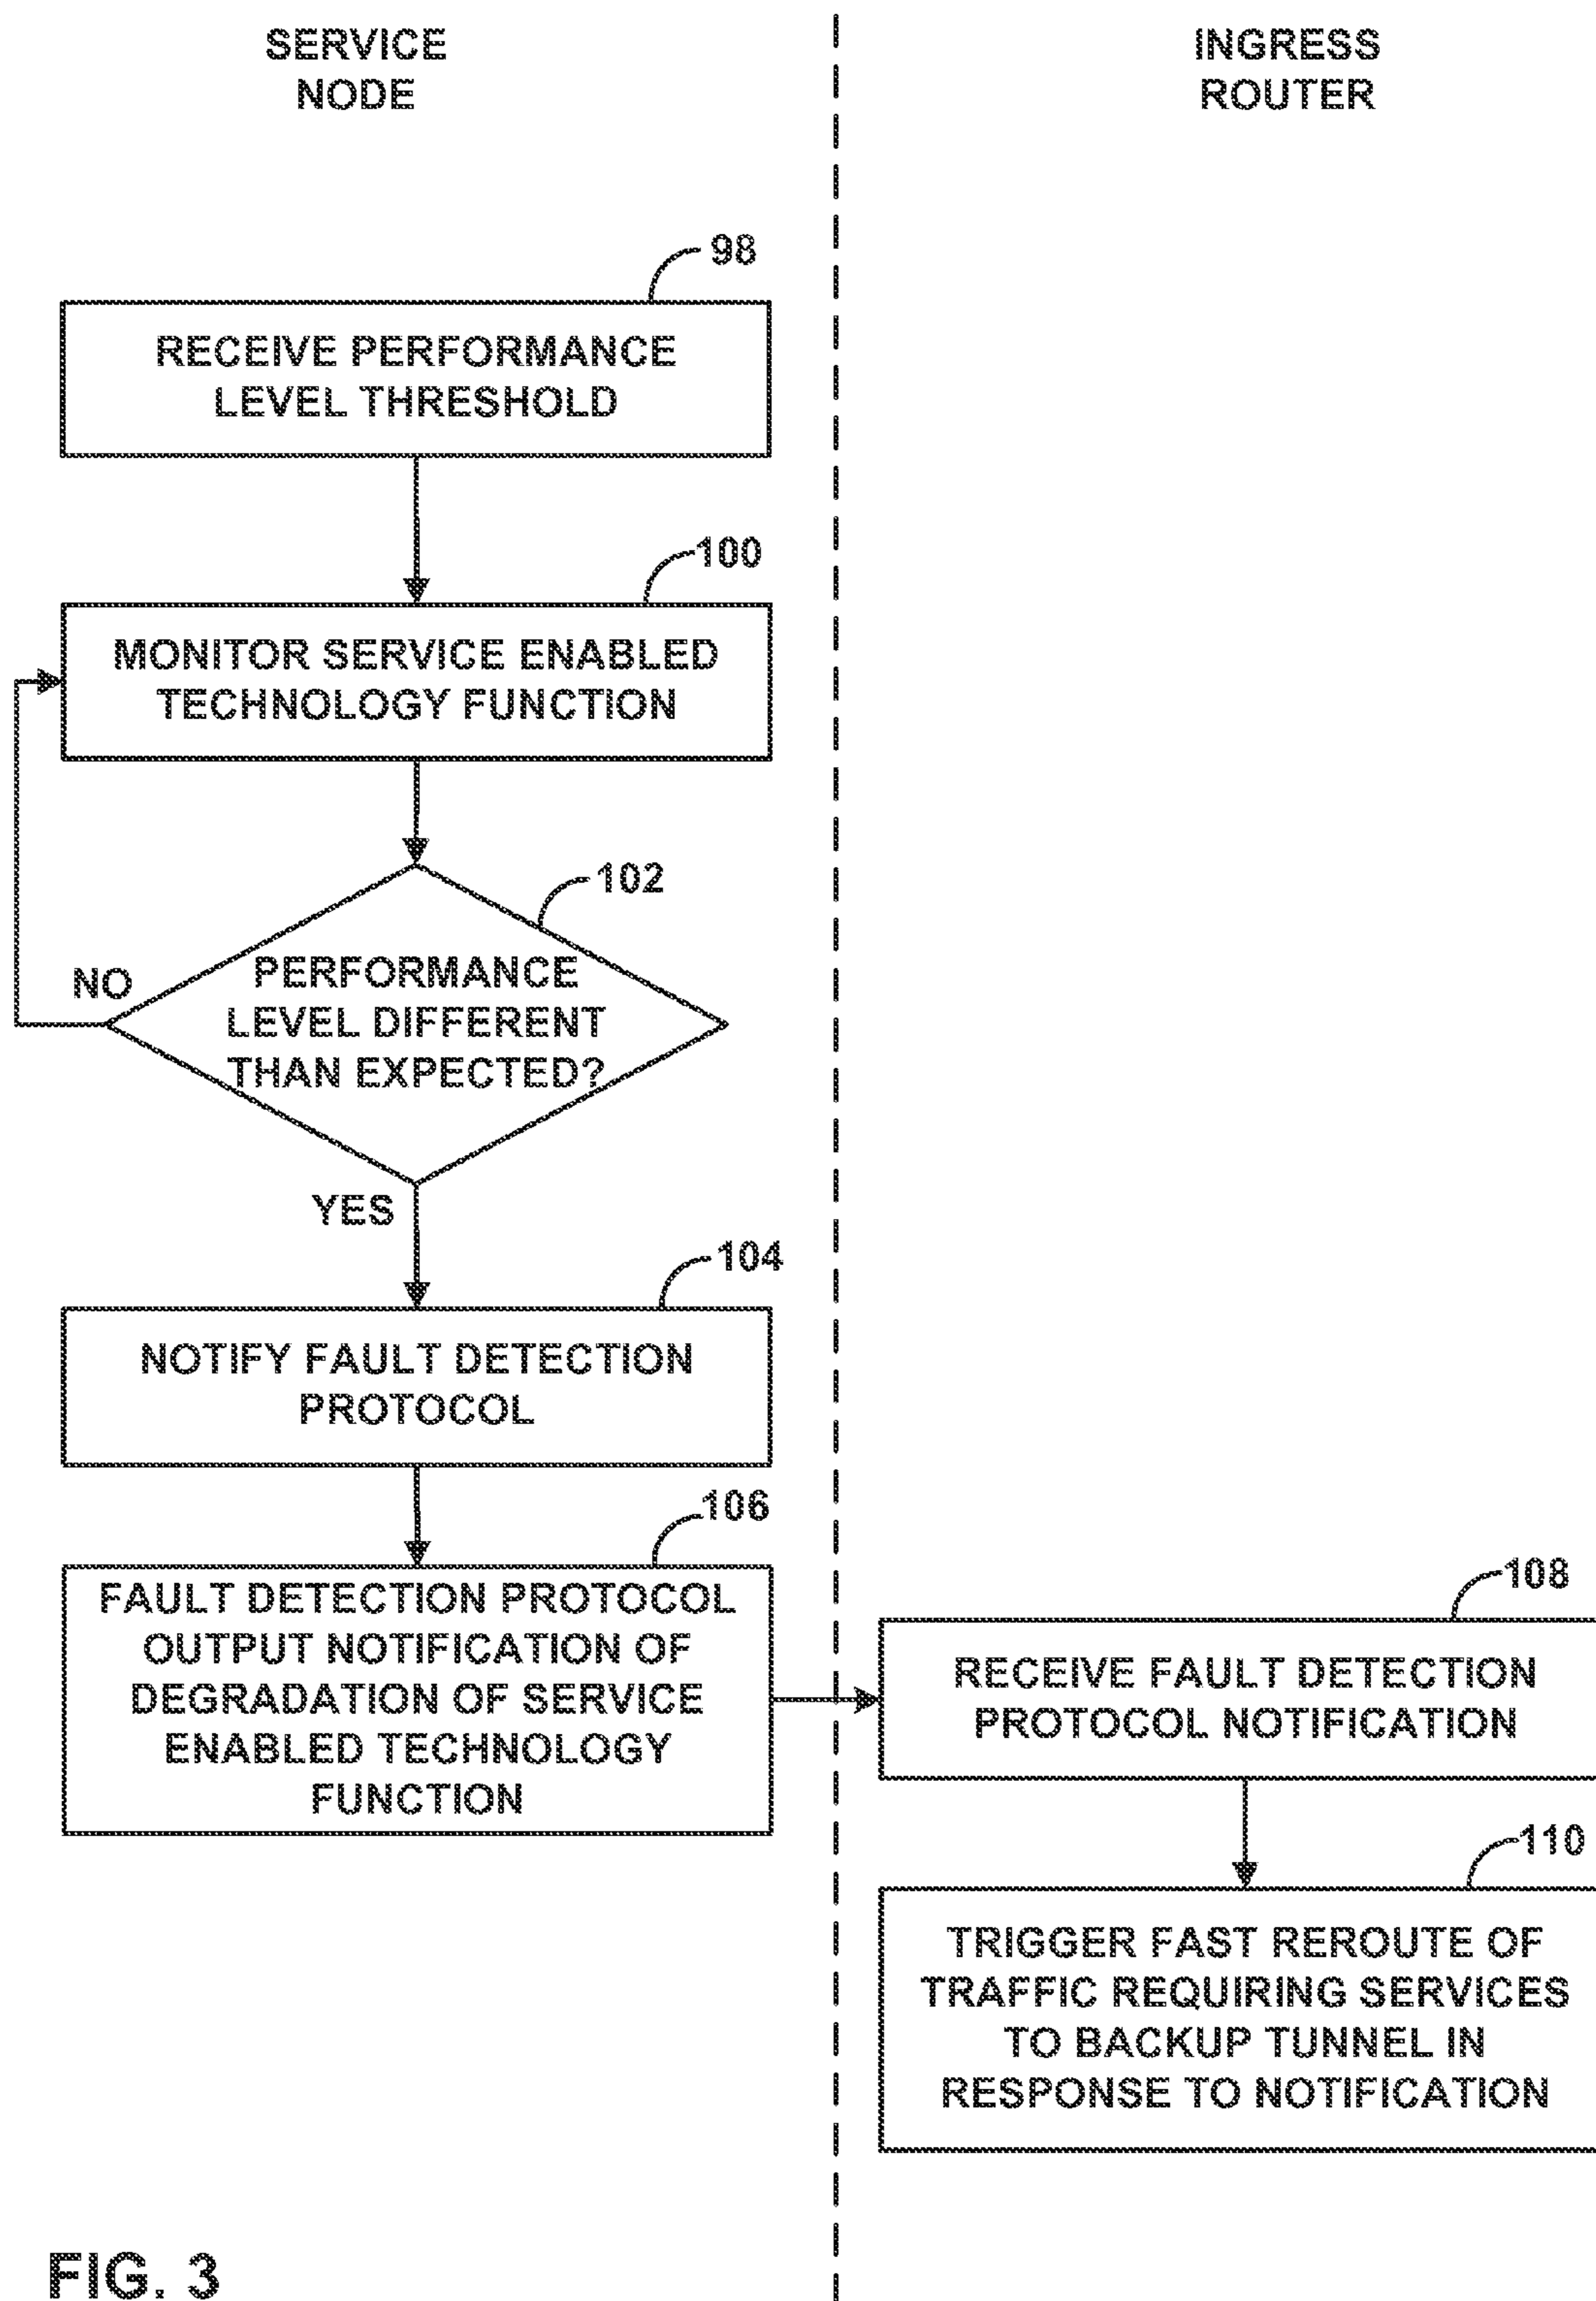 SERVICE
NODE
INGRESS
ROUTER
98
RECEIVE PERFORMANCE
LEVEL THRESHOLD
100
MONITOR SERVICE ENABLED
TECHNOLOGY FUNCTION
102
PERFORMANCE
LEVEL DIFFERENT
THAN EXPECTED?
NO
YES
104
NOTIFY FAULT DETECTION
PROTOCOL
106
FAULT DETECTION PROTOCOL
OUTPUT NOTIFICATION OF
DEGRADATION OF SERVICE
ENABLED TECHNOLOGY
FUNCTION
108
RECEIVE FAULT DETECTION
PROTOCOL NOTIFICATION
110
TRIGGER FAST REROUTE OF
TRAFFIC REQUIRING SERVICES
TO BACKUP TUNNEL IN
RESPONSE TO NOTIFICATION
FIG. 3